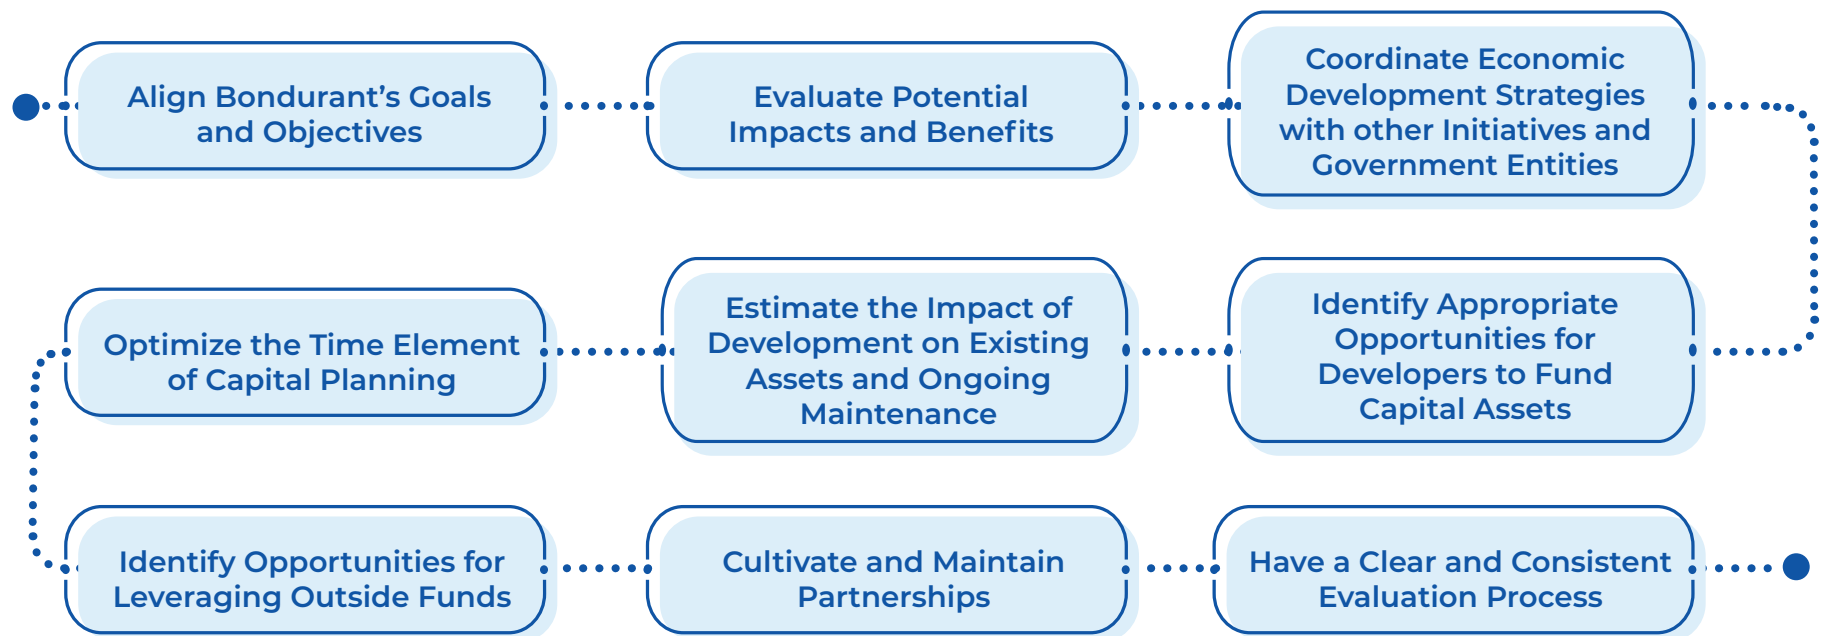 Align Bondurant’s Goals
and Objectives
Evaluate Potential
Impacts and Benefits
Coordinate Economic
Development Strategies
with other Initiatives and
Government Entities
Identify Appropriate
Opportunities for
Developers to Fund
Capital Assets
Estimate the Impact of
Development on Existing
Assets and Ongoing
Maintenance
Optimize the Time Element
of Capital Planning
Identify Opportunities for
Leveraging Outside Funds
Cultivate and Maintain
Partnerships
Have a Clear and Consistent
Evaluation Process